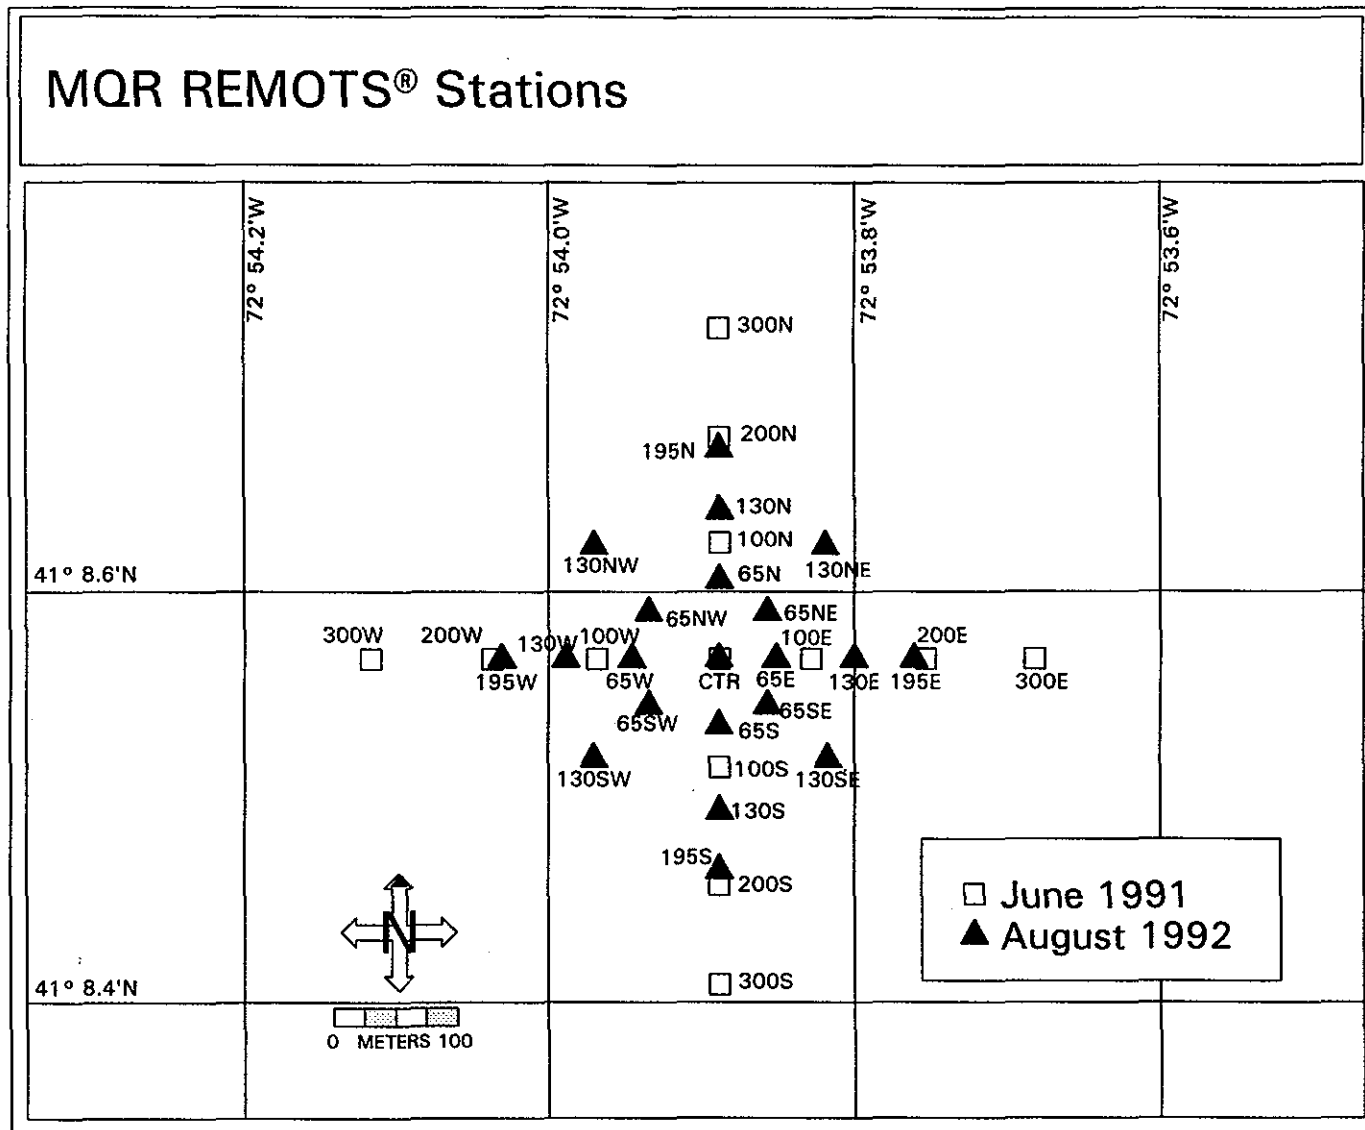 MQR REMOTS® Stations
72° 54.2'W
72° 54.0'W
72° 53.8'W
72° 53.6'W
300N
200N
195N
130N
100N
130NW
130NE
65N
41° 8.6'N
65NW
65NE
300W
200W
130W
100W
100E
200E
195W
65W
CTR
65E
130E
195E
300E
65SW
65SE
65S
100S
130SW
130SE
130S
195S
200S
300S
N
June 1991
August 1992
41° 8.4'N
0 METERS 100